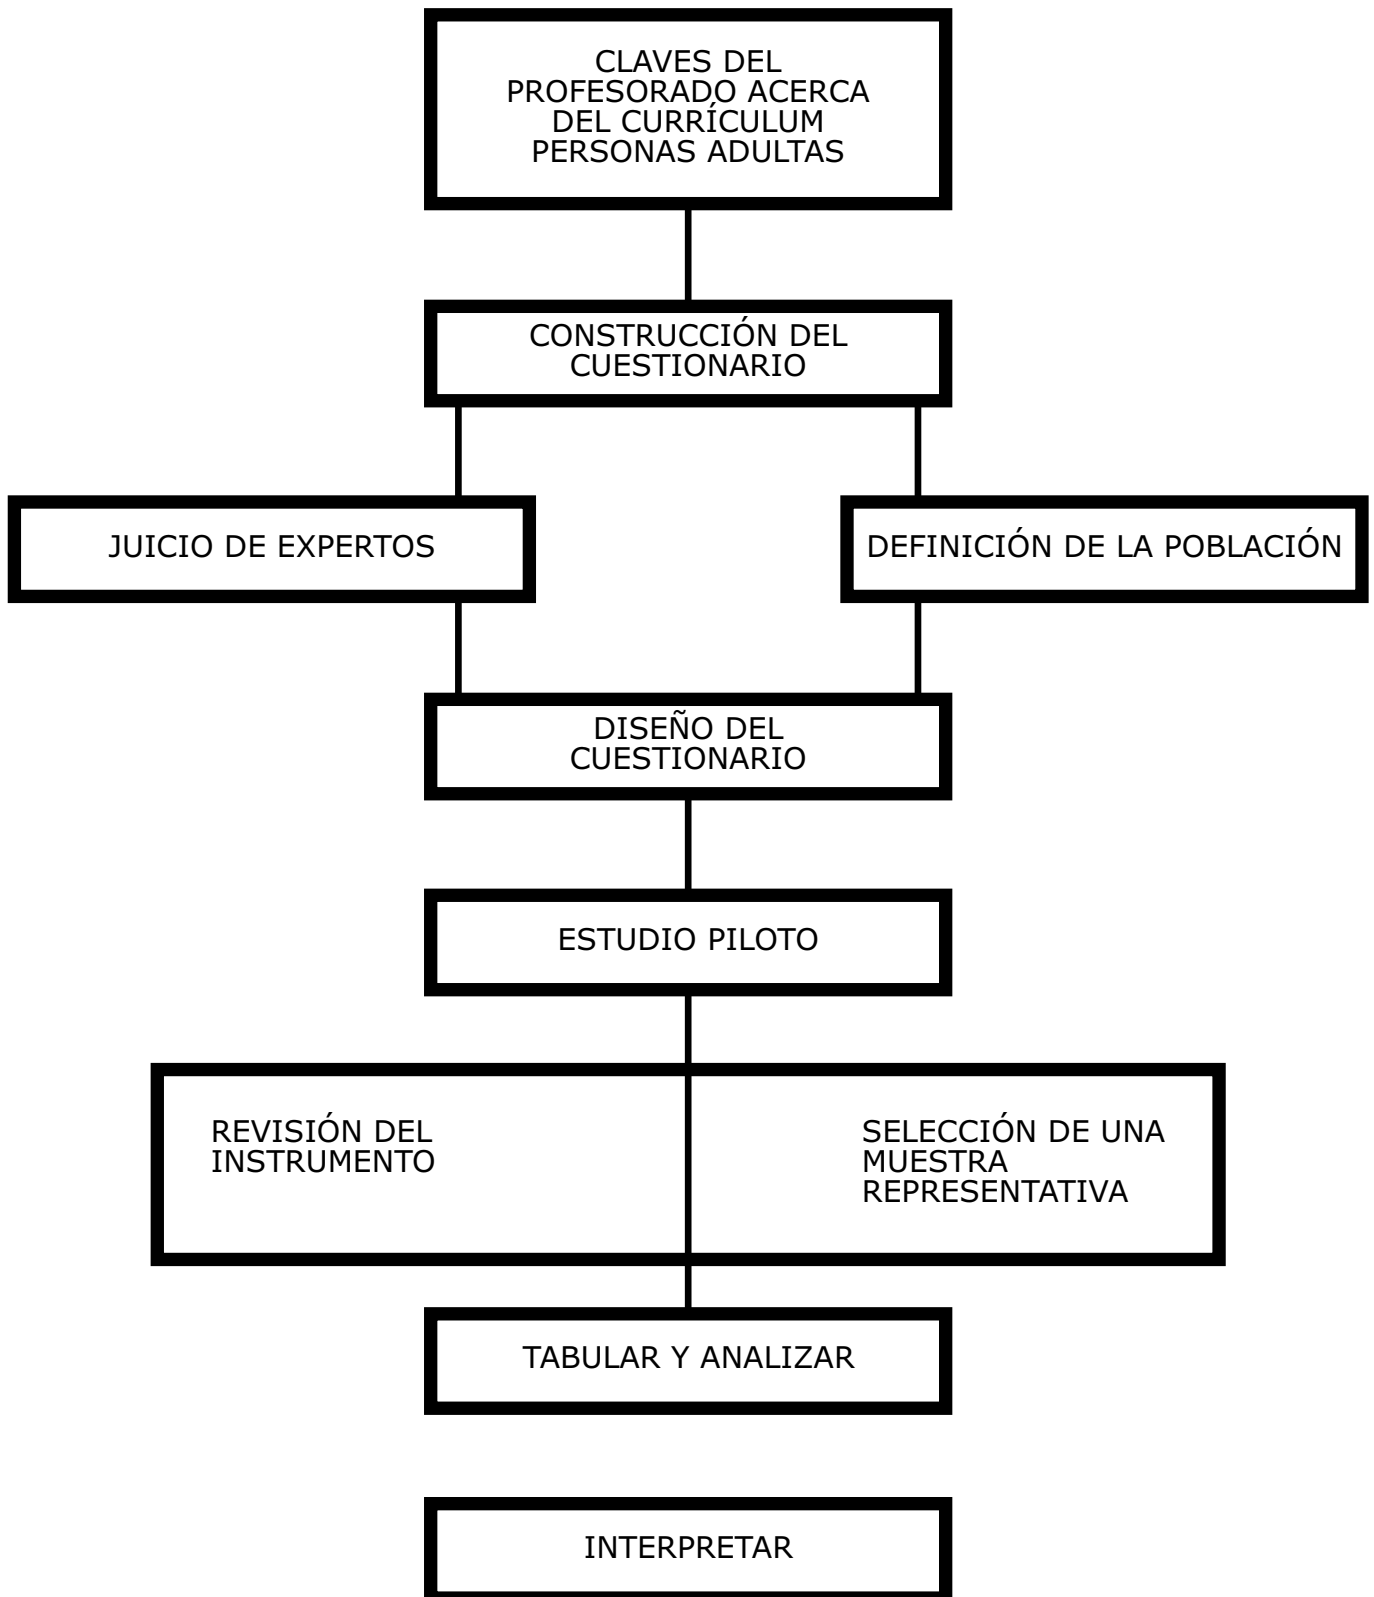 CLAVES DEL
PROFESORADO ACERCA
DEL CURRÍCULUM
PERSONAS ADULTAS
CONSTRUCCIÓN DEL
CUESTIONARIO
JUICIO DE EXPERTOS
DEFINICIÓN DE LA POBLACIÓN
DISEÑO DEL
CUESTIONARIO
ESTUDIO PILOTO
REVISIÓN DEL
INSTRUMENTO
SELECCIÓN DE UNA
MUESTRA
REPRESENTATIVA
TABULAR Y ANALIZAR
INTERPRETAR